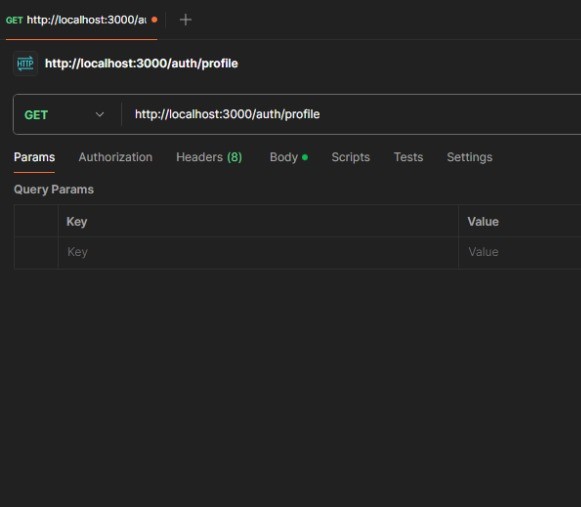 GET http://localhost:3000/au
HTTP http://localhost:3000/auth/profile
GET http://localhost:3000/auth/profile
Params Authorization Headers (8) Body Scripts Tests Settings
Query Params
Key Value
Key Value